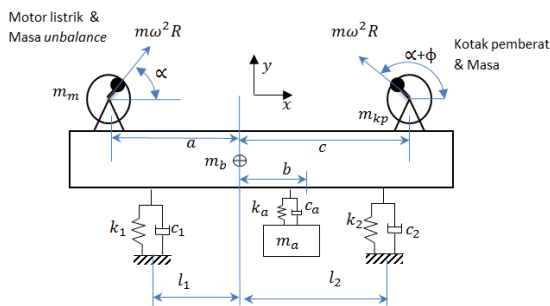 Motor listrik &
Masa unbalance
mω²R
∝
m_m
y
x
mω²R
∝+ϕ
Kotak pemberat
& Masa
m_kp
a
c
m_b
b
k_1
c_1
k_a
c_a
m_a
k_2
c_2
l_1
l_2